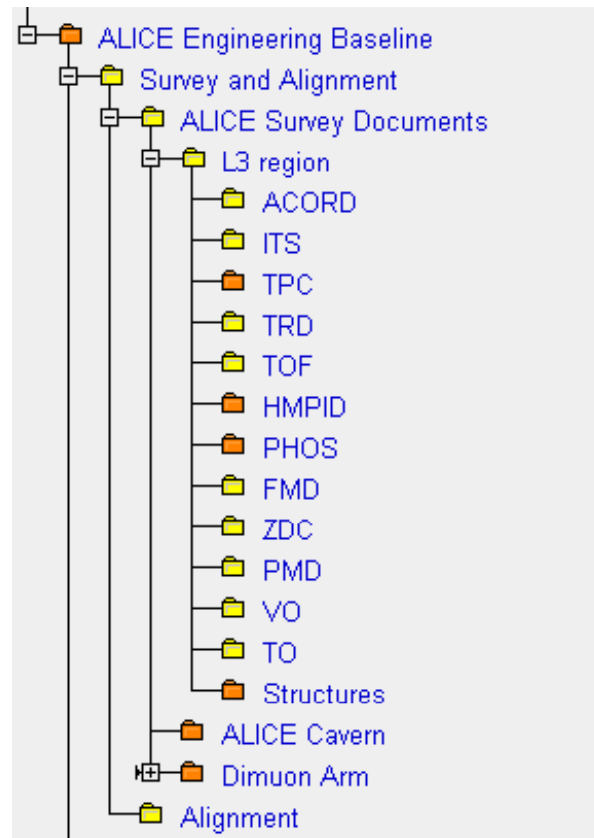 ALICE Engineering Baseline
Survey and Alignment
ALICE Survey Documents
L3 region
ACORD
ITS
TPC
TRD
TOF
HMPID
PHOS
FMD
ZDC
PMD
VO
TO
Structures
ALICE Cavern
Dimuon Arm
Alignment